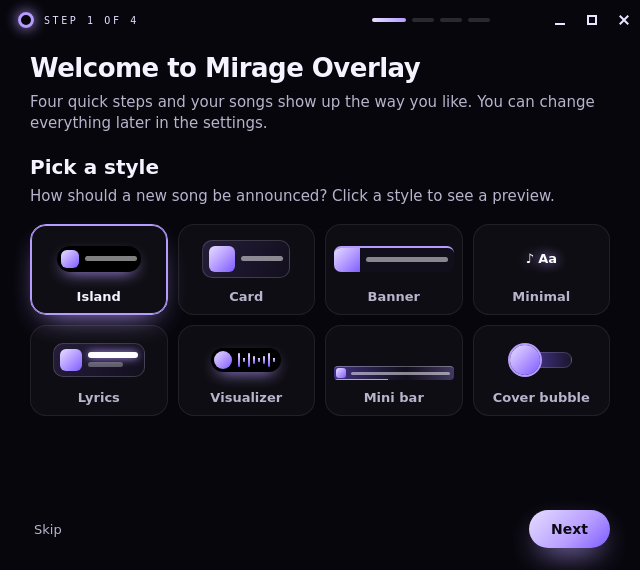 STEP 1 OF 4
Welcome to Mirage Overlay
Four quick steps and your songs show up the way you like. You can change
everything later in the settings.
Pick a style
How should a new song be announced? Click a style to see a preview.
♪ Aa
Island
Card
Banner
Minimal
Lyrics
Visualizer
Mini bar
Cover bubble
Skip
Next